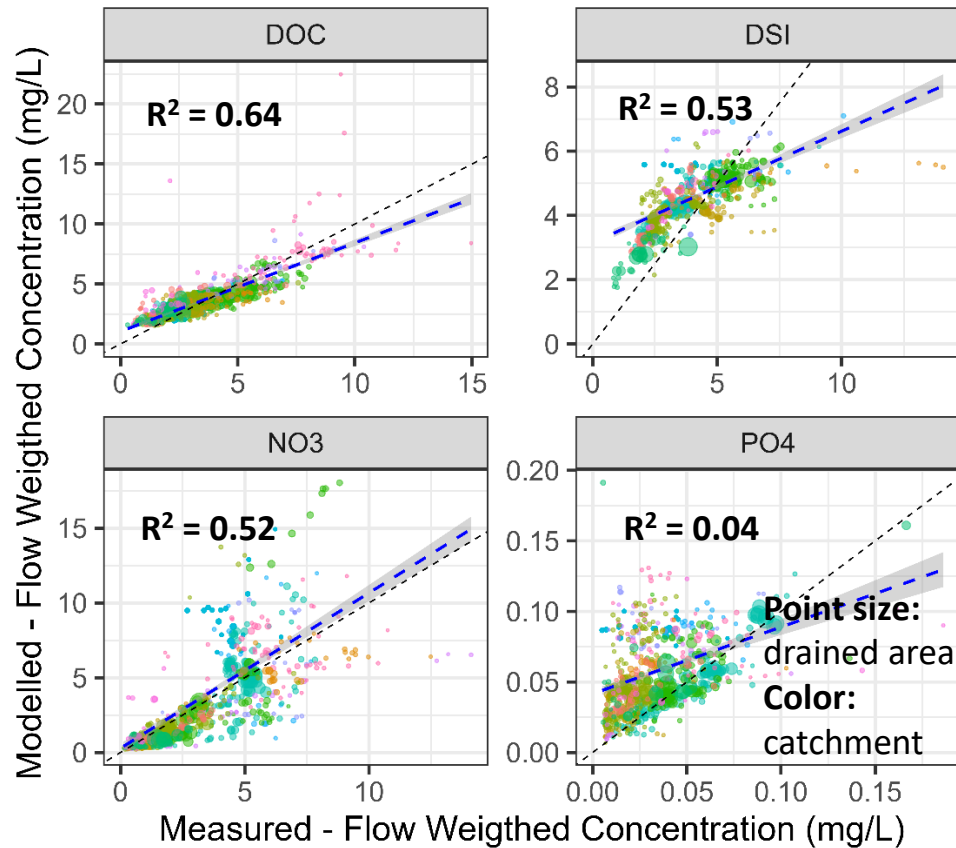 DOC
DSI
R² = 0.64
R² = 0.53
20
15
10
5
0
8
6
4
2
0
0
5
10
15
0
5
10
NO3
PO4
R² = 0.52
R² = 0.04
15
10
5
0
0.20
0.15
0.10
0.05
0.00
Point size:
drained area
Color:
catchment
0
5
10
0.00
0.05
0.10
0.15
Modelled - Flow Weigthed Concentration (mg/L)
Measured - Flow Weigthed Concentration (mg/L)